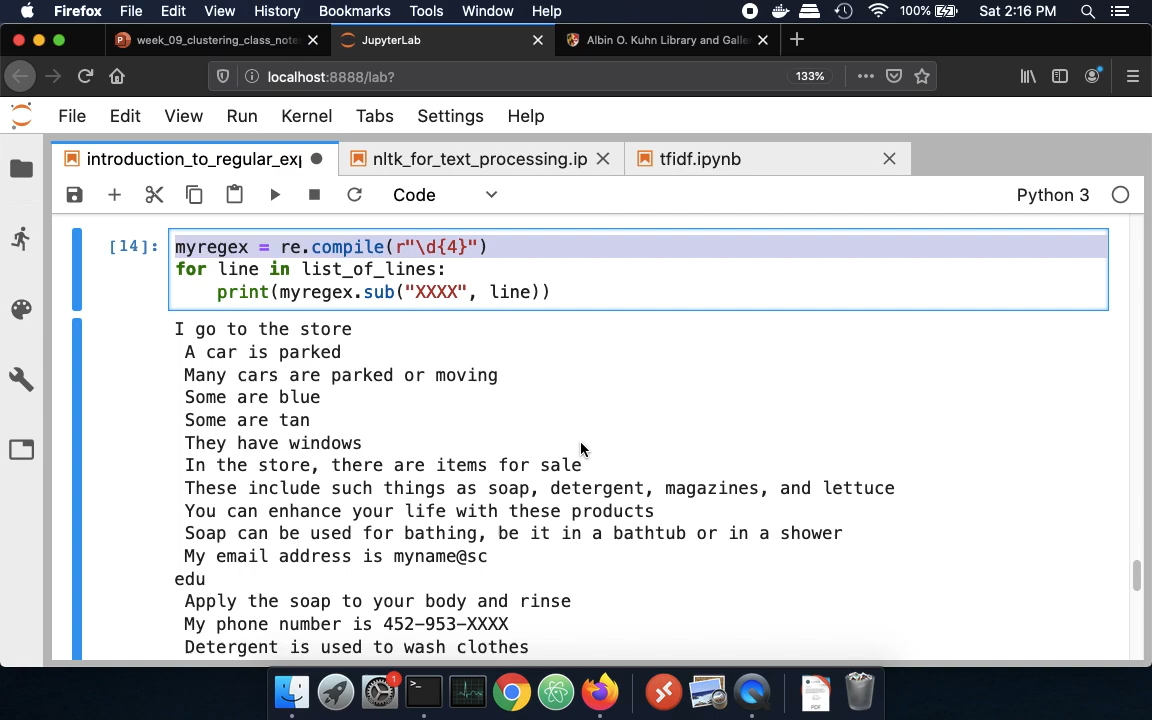 Firefox File Edit View History Bookmarks Tools Window Help 100% Sat 2:16 PM
week_09_clustering_class_note JupyterLab Albin O. Kuhn Library and Galle
localhost:8888/lab? 133%
File Edit View Run Kernel Tabs Settings Help
introduction_to_regular_exp nltk_for_text_processing.ip tfidf.ipynb
Code Python 3
[14]: myregex = re.compile(r"\d{4}")
for line in list_of_lines:
print(myregex.sub("XXXX", line))
I go to the store
A car is parked
Many cars are parked or moving
Some are blue
Some are tan
They have windows
In the store, there are items for sale
These include such things as soap, detergent, magazines, and lettuce
You can enhance your life with these products
Soap can be used for bathing, be it in a bathtub or in a shower
My email address is myname@sc
edu
Apply the soap to your body and rinse
My phone number is 452-953-XXXX
Detergent is used to wash clothes
1
PDF